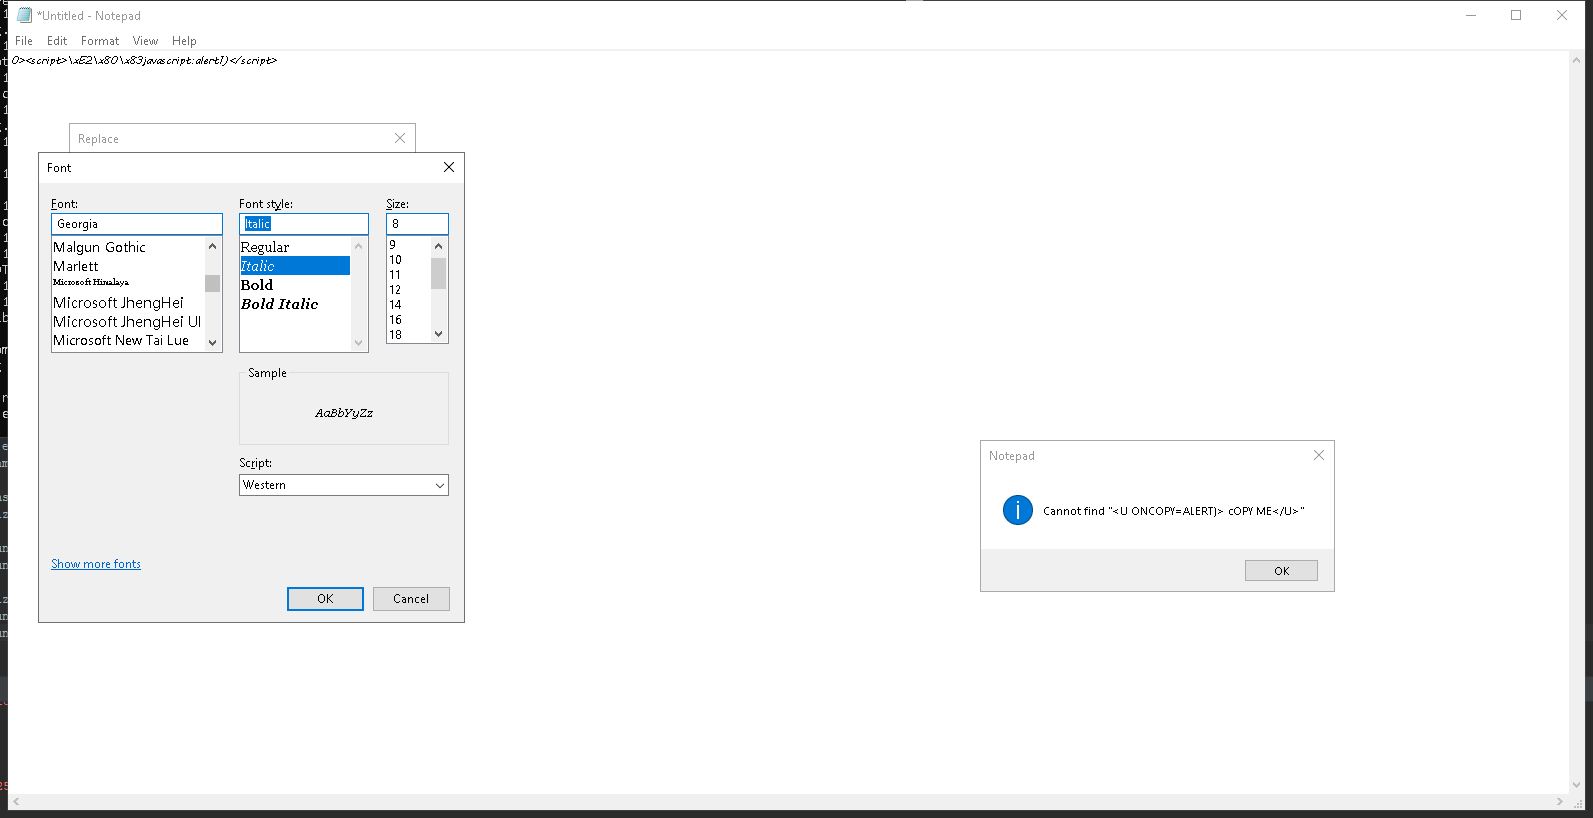 *Untitled - Notepad
File Edit Format View Help
0><script>\xE2\x80\x83javascript:alert1)</script>
Replace
Font
Font:
Georgia
Malgun Gothic
Marlett
Microsoft Himalaya
Microsoft JhengHei
Microsoft JhengHei UI
Microsoft New Tai Lue
Font style:
Italic
Regular
Italic
Bold
Bold Italic
Size:
8
9
10
11
12
14
16
18
Sample
AaBbYyZz
Script:
Western
Show more fonts
OK
Cancel
Notepad
Cannot find "<U ONCOPY=ALERT)> cOPY ME</U>"
OK